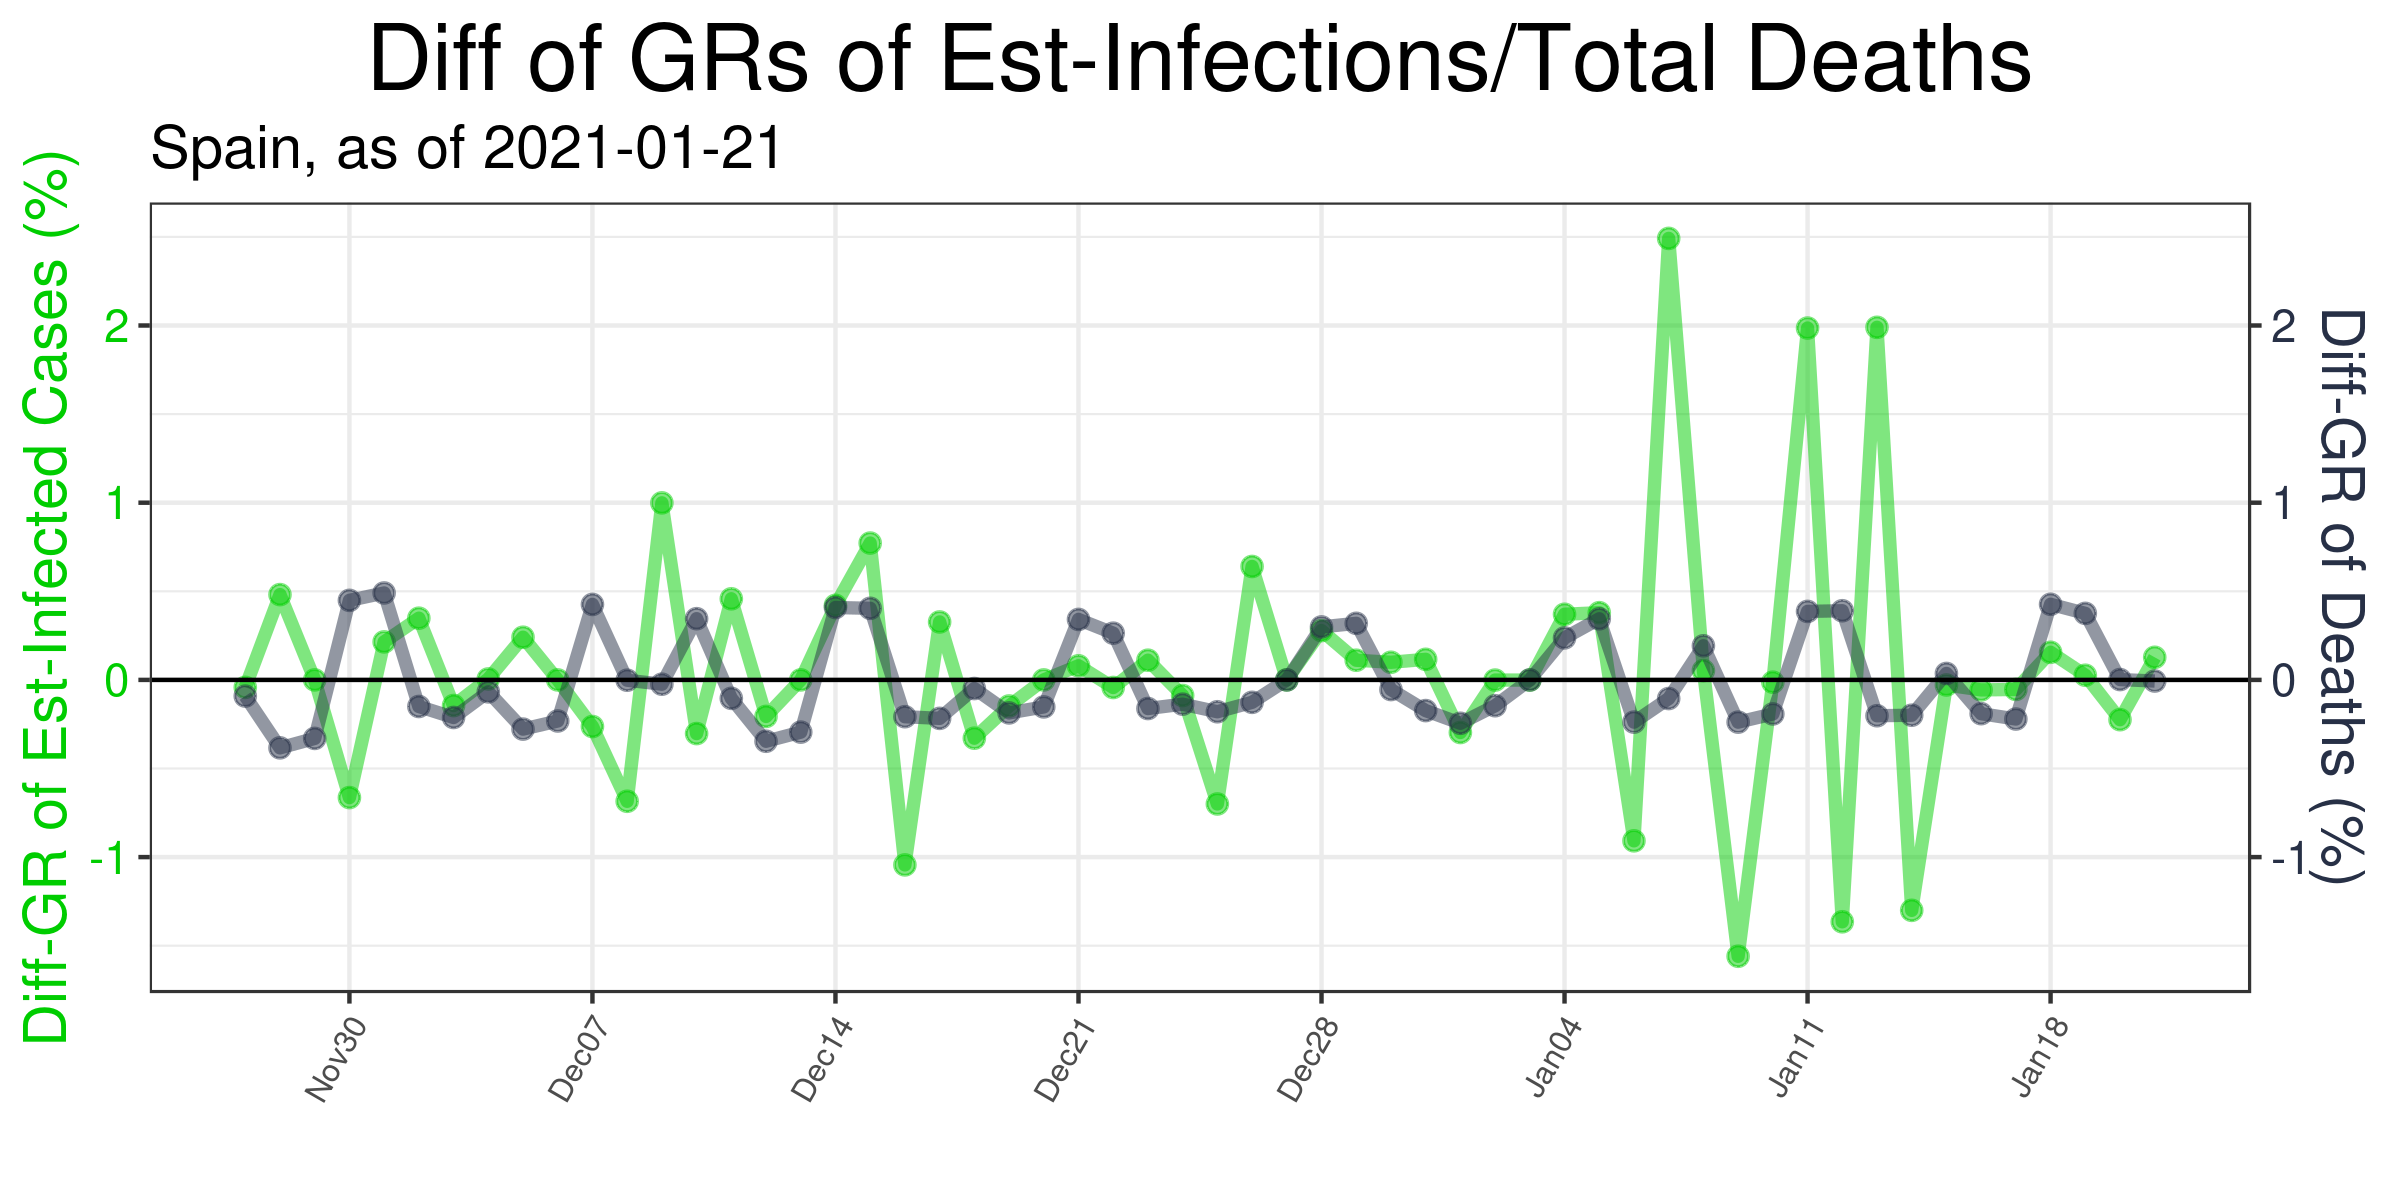 Diff of GRs of Est-Infections/Total Deaths
Spain, as of 2021-01-21
Diff-GR of Est-Infected Cases (%)
2
1
0
-1
2
1
0
-1
Diff-GR of Deaths (%)
Nov30
Dec07
Dec14
Dec21
Dec28
Jan04
Jan11
Jan18